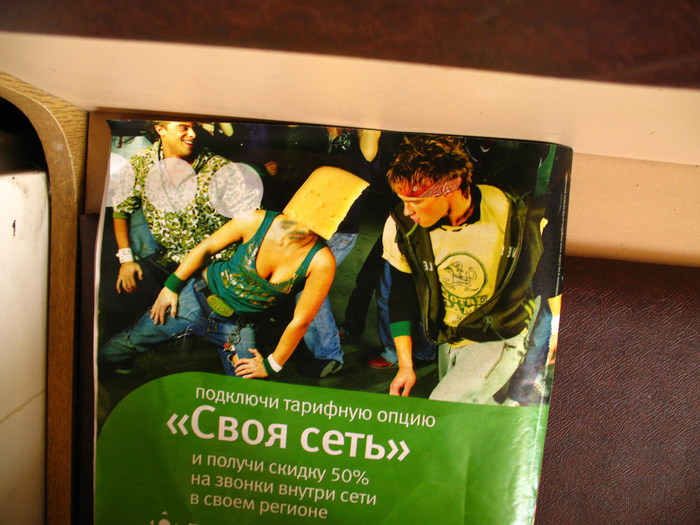 подключи тарифную опцию
«Своя сеть»
и получи скидку 50%
на звонки внутри сети
в своем регионе